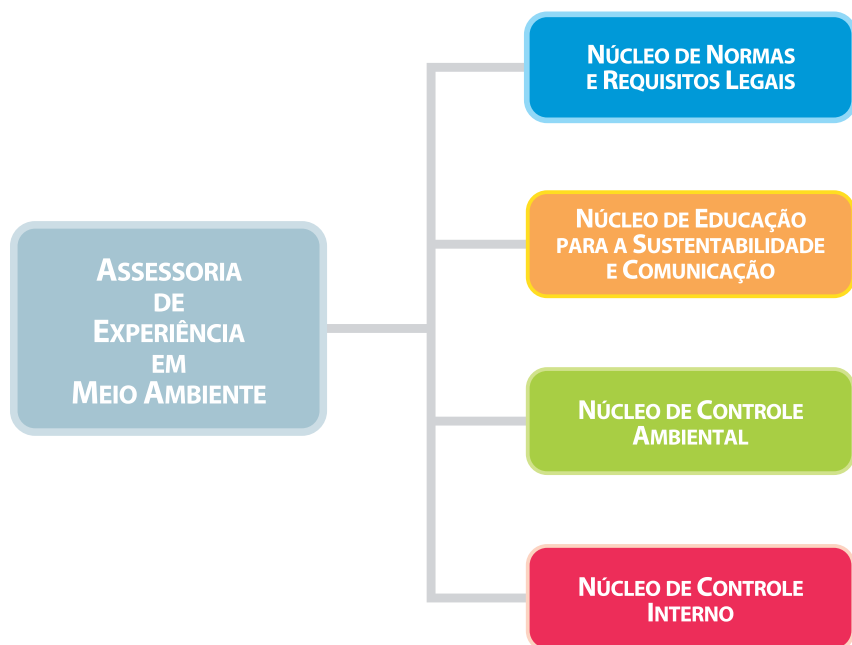 Assessoria
de
Experiência
em
Meio Ambiente
Núcleo de Normas
e Requisitos Legais
Núcleo de Educação
para a Sustentabilidade
e Comunicação
Núcleo de Controle
Ambiental
Núcleo de Controle
Interno